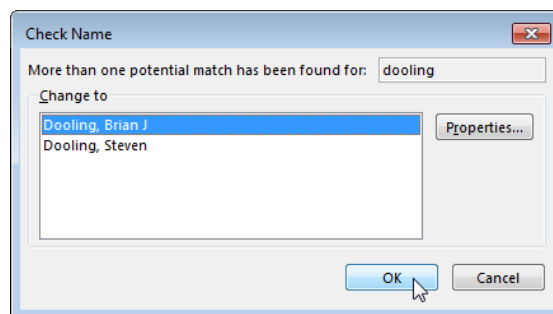 Check Name
More than one potential match has been found for: dooling
Change to
Dooling, Brian J
Properties...
Dooling, Steven
OK
Cancel